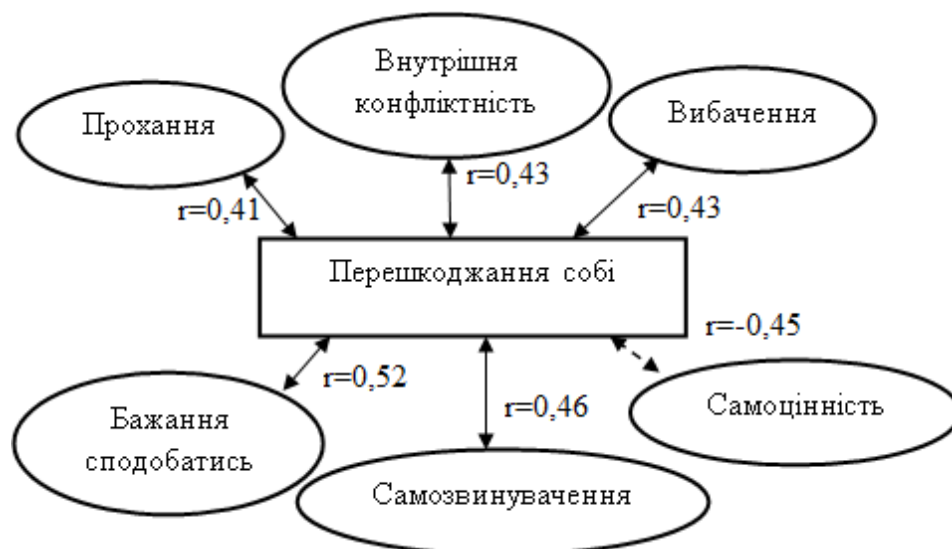 Внутрішня
конфліктність
Прохання
Вибачення
r=0,41
r=0,43
r=0,43
Перешкоджання собі
r=-0,45
r=0,52
r=0,46
Бажання
сподобатись
Самоцінність
Самозвинувачення